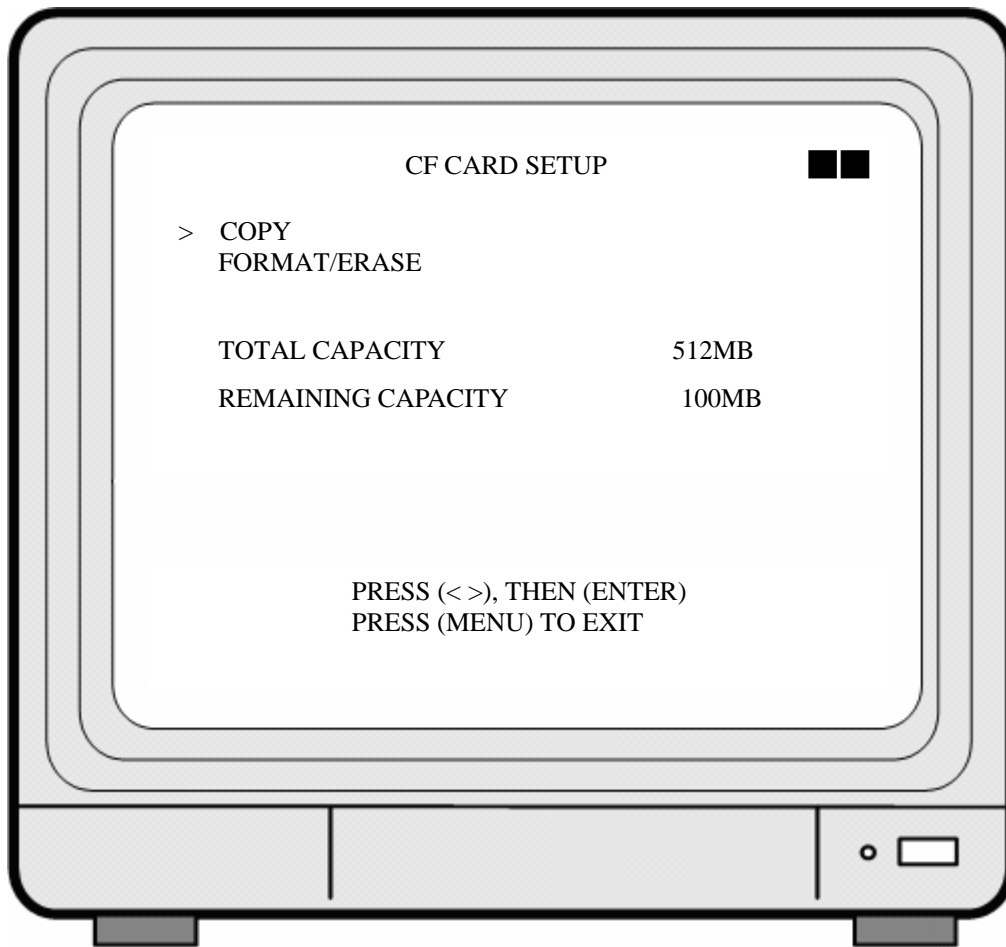 CF CARD SETUP
> COPY
FORMAT/ERASE
TOTAL CAPACITY 512MB
REMAINING CAPACITY 100MB
PRESS (< >), THEN (ENTER)
PRESS (MENU) TO EXIT